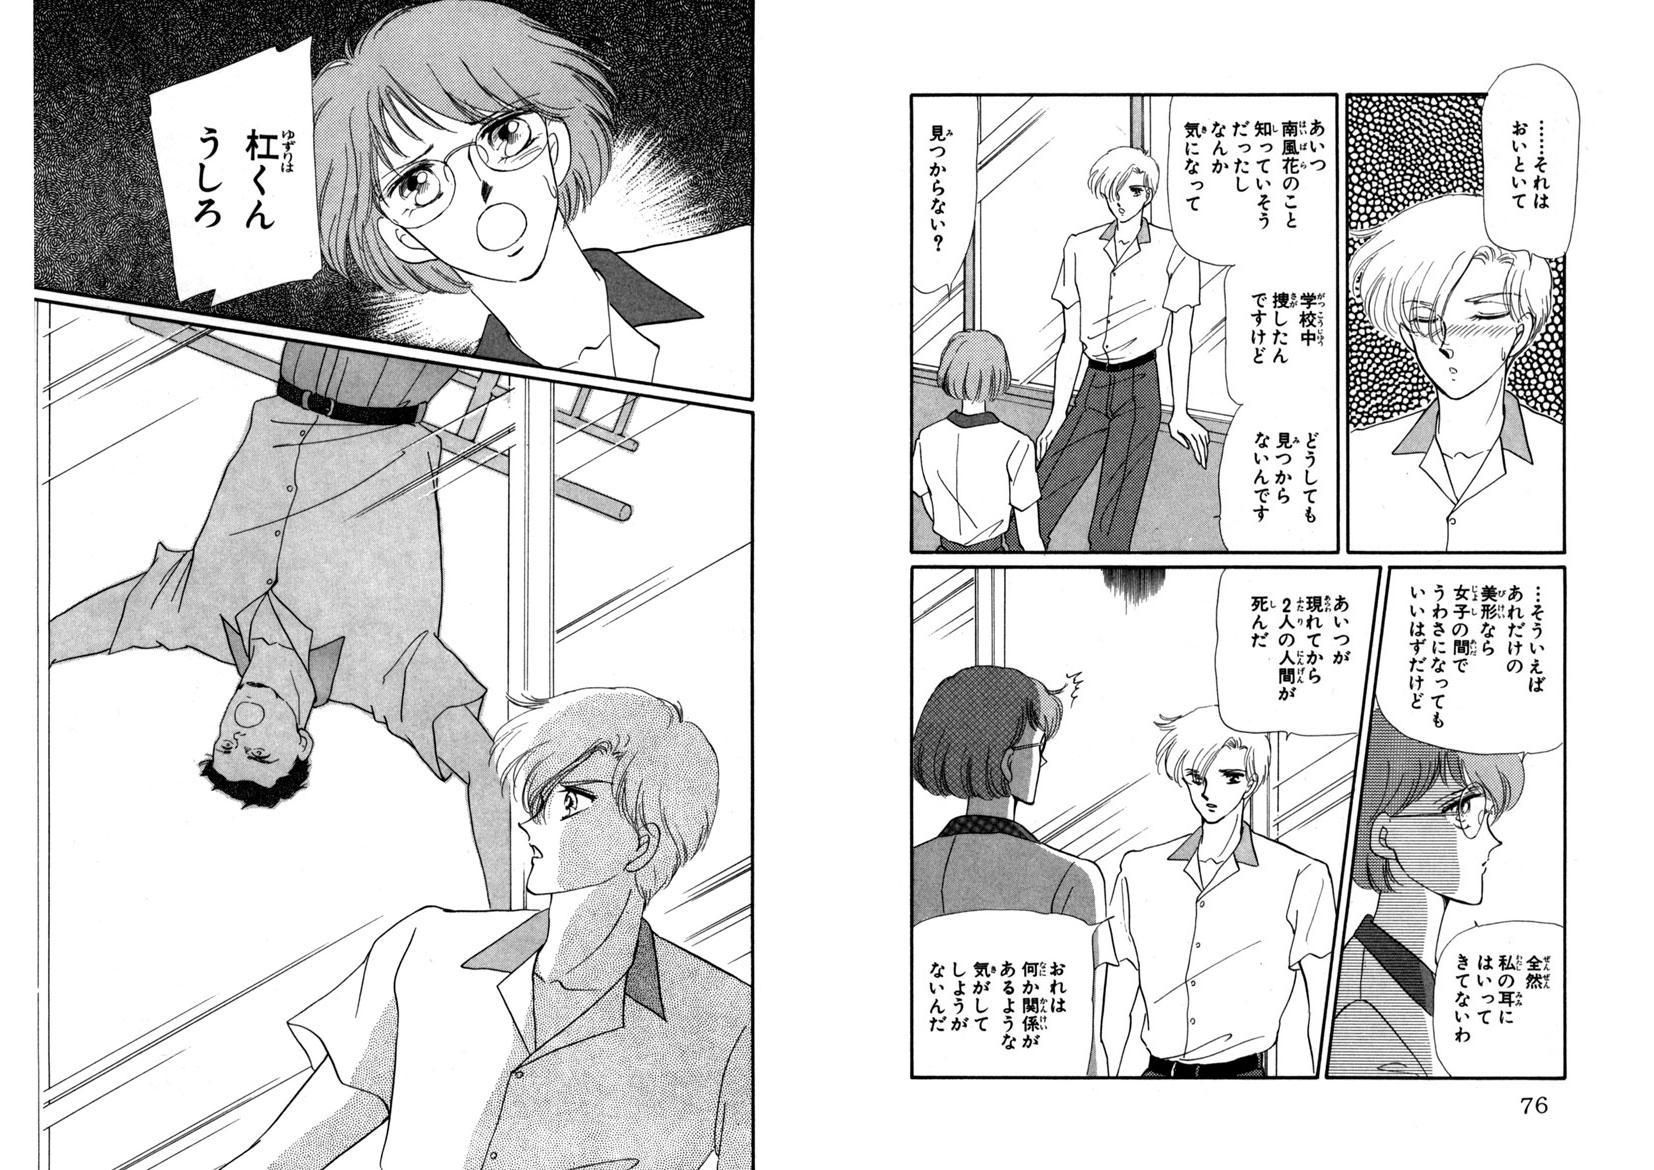 ……それは
おいといて
あいつ
南風花のこと
知っていそう
だったし
なんか
気になって
学校中
捜したん
ですけど
どうしても
見つから
ないんです
見つからない？
…そういえば
あれだけの
美形なら
女子の間で
うわさになっても
いいはずだけど
全然
私の耳に
はいって
きてないわ
あいつが
現れてから
2人の人間が
死んだ
おれは
何か関係が
あるような
気がして
しようが
ないんだ
76
杠くん
うしろ